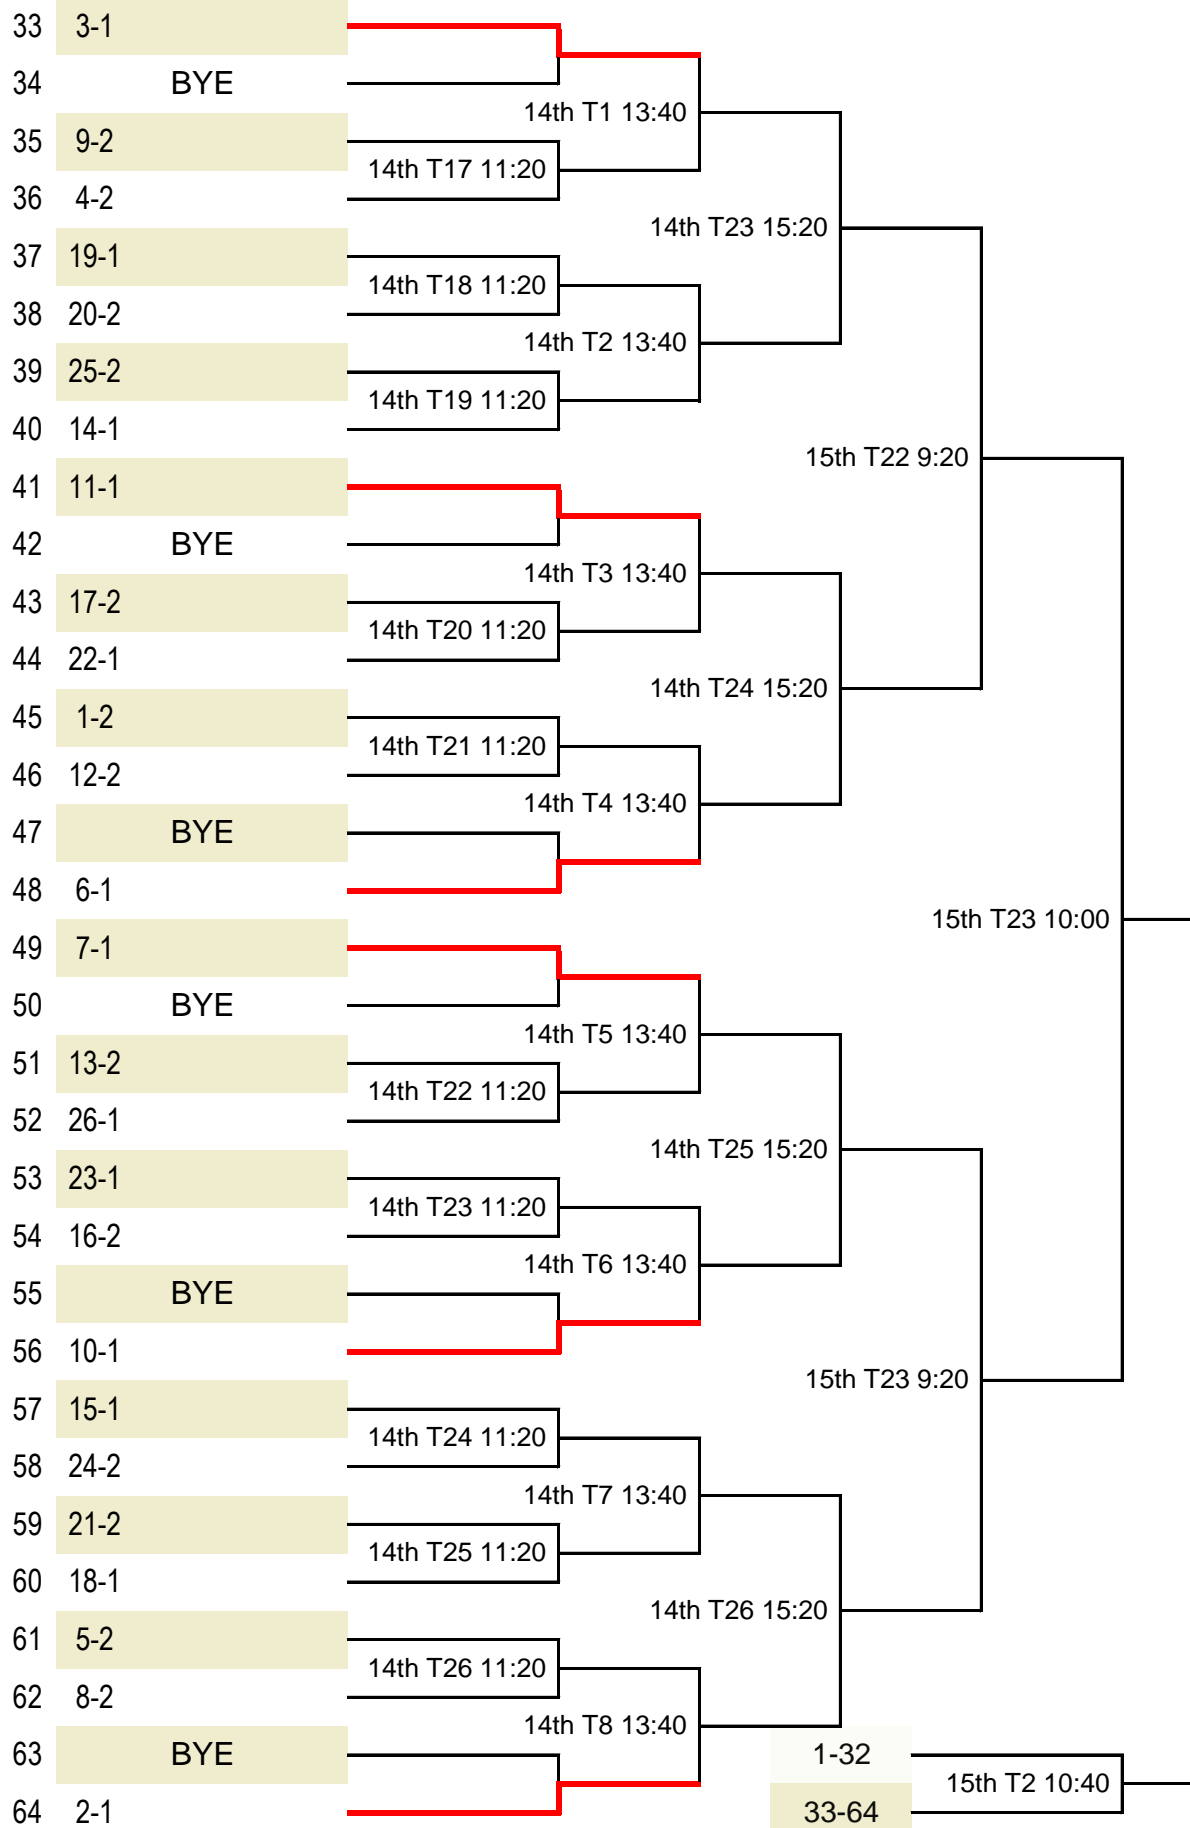 33 3-1
34 BYE
14th T1 13:40
35 9-2
14th T17 11:20
36 4-2
14th T23 15:20
37 19-1
14th T18 11:20
38 20-2
14th T2 13:40
39 25-2
14th T19 11:20
40 14-1
15th T22 9:20
41 11-1
42 BYE
14th T3 13:40
43 17-2
14th T20 11:20
44 22-1
14th T24 15:20
45 1-2
14th T21 11:20
46 12-2
14th T4 13:40
47 BYE
48 6-1
15th T23 10:00
49 7-1
50 BYE
14th T5 13:40
51 13-2
14th T22 11:20
52 26-1
14th T25 15:20
53 23-1
14th T23 11:20
54 16-2
14th T6 13:40
55 BYE
56 10-1
15th T23 9:20
57 15-1
14th T24 11:20
58 24-2
14th T7 13:40
59 21-2
14th T25 11:20
60 18-1
14th T26 15:20
61 5-2
14th T26 11:20
62 8-2
14th T8 13:40
63 BYE
1-32
15th T2 10:40
64 2-1
33-64